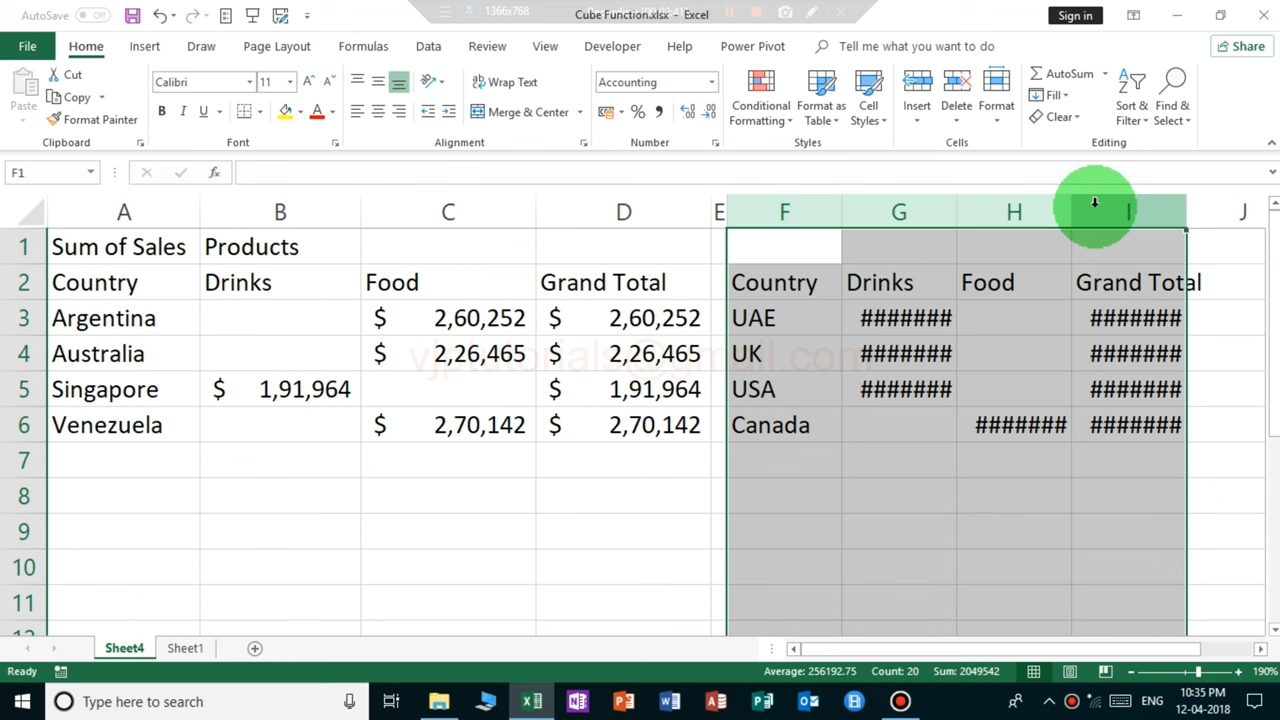 AutoSave Off
1366x768
Cube Function.xlsx - Excel
Sign in
File Home Insert Draw Page Layout Formulas Data Review View Developer Help Power Pivot Tell me what you want to do Share
Paste
Cut
Copy
Format Painter
Clipboard
Calibri 11
B I U
Font
Wrap Text
Merge & Center
Alignment
Accounting
Number
Conditional Formatting
Format as Table
Cell Styles
Styles
Insert
Delete
Format
Cells
AutoSum
Fill
Clear
Sort & Filter
Find & Select
Editing
F1
fx
A B C D E F G H I J
1 Sum of Sales Products
2 Country Drinks Food Grand Total Country Drinks Food Grand Total
3 Argentina $ 2,60,252 $ 2,60,252 UAE ####### #######
4 Australia $ 2,26,465 $ 2,26,465 UK ####### #######
vjptutorials@gmail.com
5 Singapore $ 1,91,964 $ 1,91,964 USA ####### #######
6 Venezuela $ 2,70,142 $ 2,70,142 Canada ####### #######
7
8
9
10
11
Sheet4 Sheet1
Ready
Average: 256192.75 Count: 20 Sum: 2049542
190%
Type here to search
ENG
10:35 PM
12-04-2018